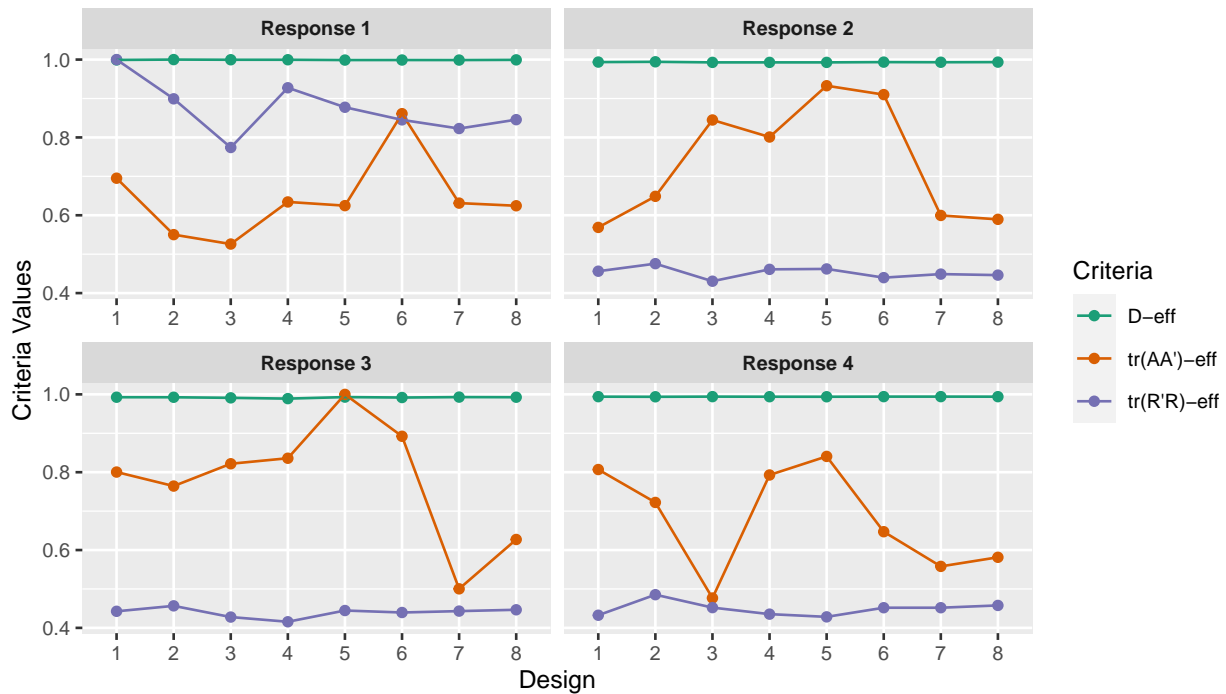 Response 1
Response 2
1.0
0.8
0.6
0.4
1 2 3 4 5 6 7 8
1 2 3 4 5 6 7 8
Response 3
Response 4
1.0
0.8
0.6
0.4
1 2 3 4 5 6 7 8
1 2 3 4 5 6 7 8
Criteria Values
Design
Criteria
D−eff
tr(AA')−eff
tr(R'R)−eff